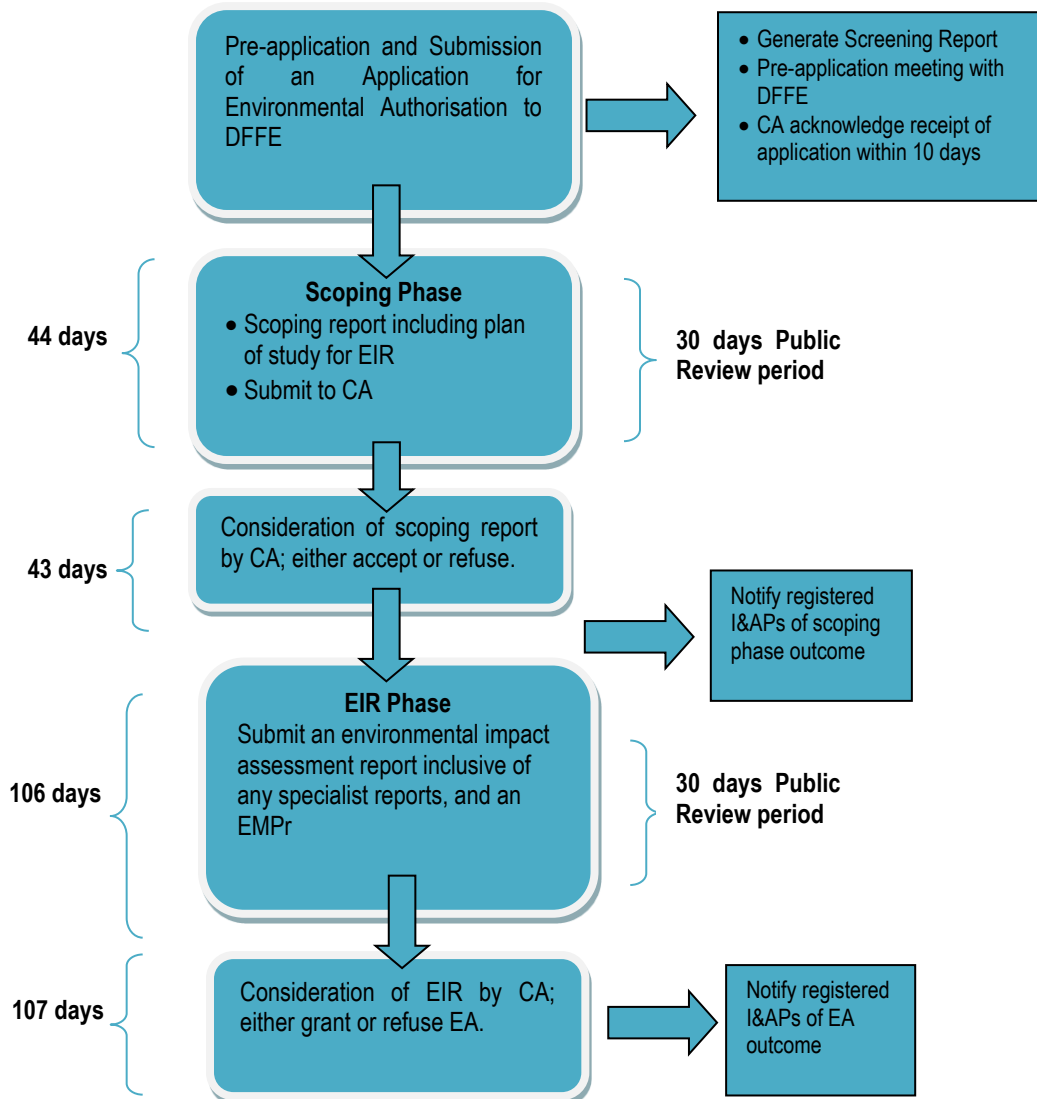 Pre-application and Submission
of an Application for
Environmental Authorisation to
DFFE
• Generate Screening Report
• Pre-application meeting with
DFFE
• CA acknowledge receipt of
application within 10 days
44 days
Scoping Phase
• Scoping report including plan
of study for EIR
• Submit to CA
30 days Public
Review period
43 days
Consideration of scoping report
by CA; either accept or refuse.
Notify registered
I&APs of scoping
phase outcome
106 days
EIR Phase
Submit an environmental impact
assessment report inclusive of
any specialist reports, and an
EMPr
30 days Public
Review period
107 days
Consideration of EIR by CA;
either grant or refuse EA.
Notify registered
I&APs of EA
outcome